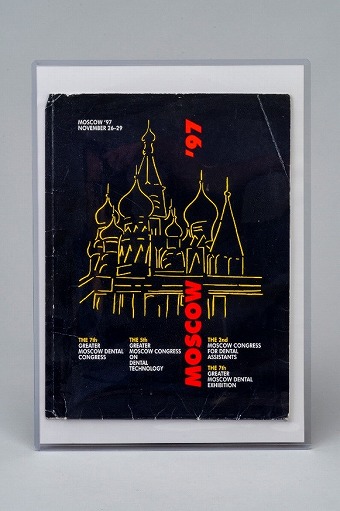 MOSCOW '97
NOVEMBER 26-29
MOSCOW '97
THE 7th
GREATER
MOSCOW DENTAL
CONGRESS
THE 5th
GREATER
MOSCOW CONGRESS
ON
DENTAL
TECHNOLOGY
THE 2nd
MOSCOW CONGRESS
FOR DENTAL
ASSISTANTS
THE 7th
GREATER
MOSCOW DENTAL
EXHIBITION